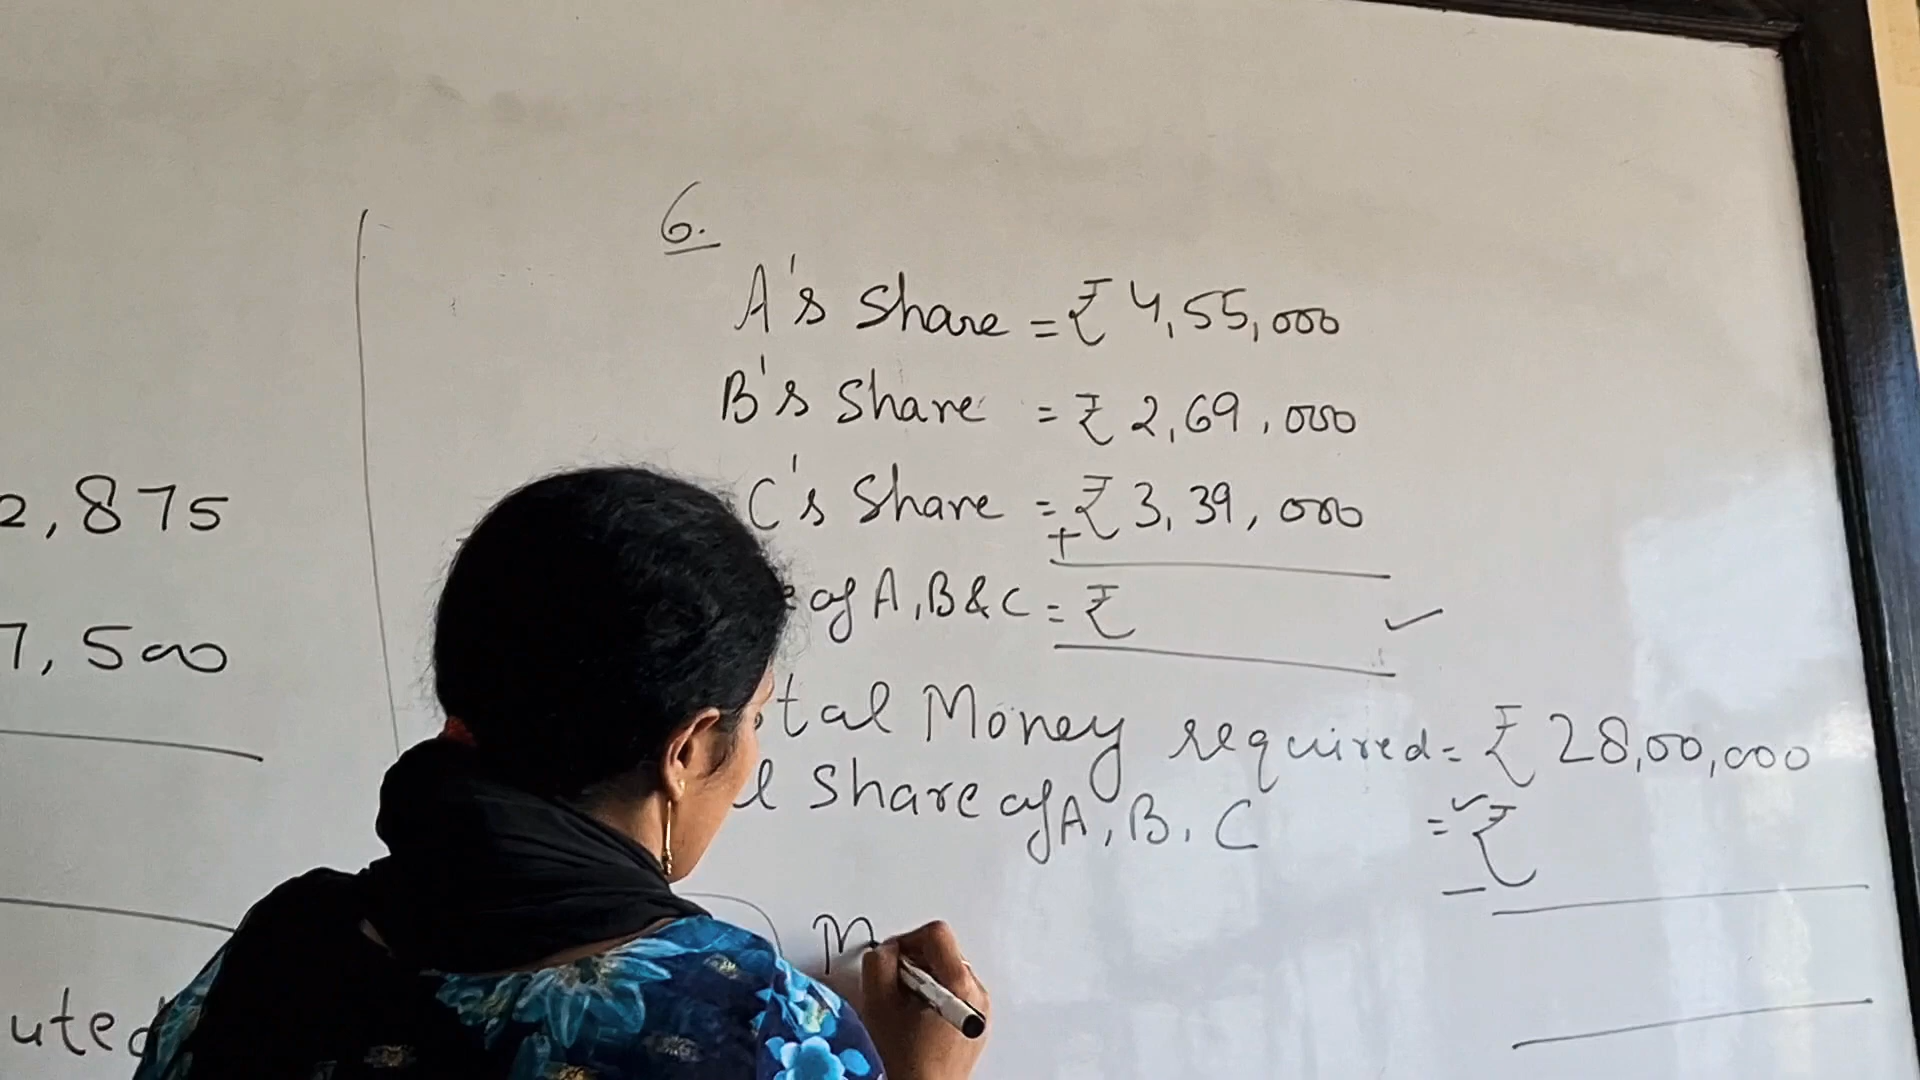 2,875
7,500
uted
6.
A's Share = ₹ 4,55,000
B's Share = ₹ 2,69,000
C's Share = ₹ 3,39,000
+
of A, B & C = ₹ ✓
tal Money required = ₹ 28,00,000
l Share of A, B, C = ✓ ₹
–
M